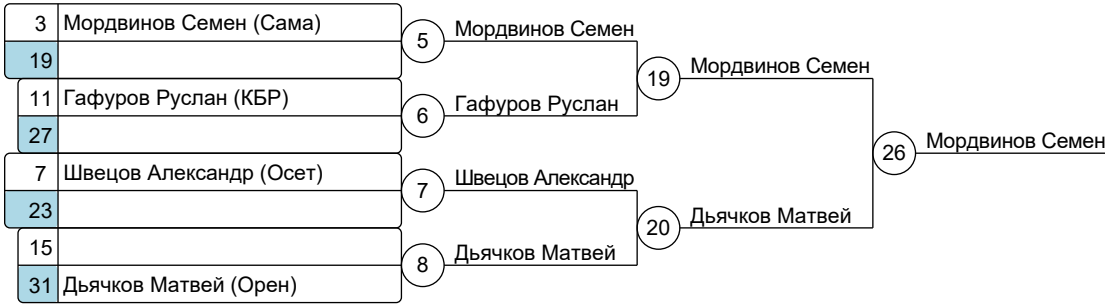 3 Мордвинов Семен (Сама)
19
11 Гафуров Руслан (КБР)
27
7 Швецов Александр (Осет)
23
15
31 Дьячков Матвей (Орен)
5 Мордвинов Семен
6 Гафуров Руслан
7 Швецов Александр
8 Дьячков Матвей
19 Мордвинов Семен
20 Дьячков Матвей
26 Мордвинов Семен